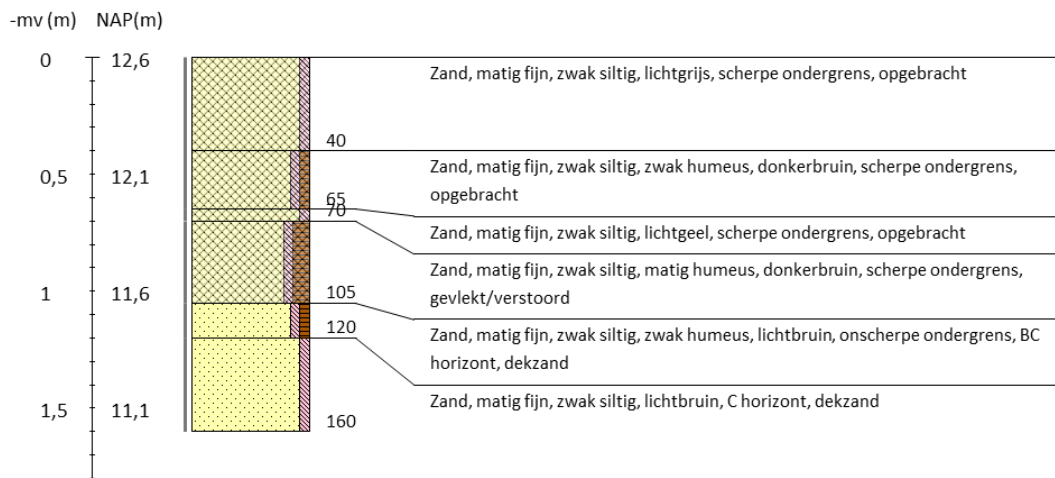 -mv (m) NAP(m)
0 12,6
Zand, matig fijn, zwak siltig, lichtgrijs, scherpe ondergrens, opgebracht
40
Zand, matig fijn, zwak siltig, zwak humeus, donkerbruin, scherpe ondergrens,
opgebracht
0,5 12,1
65
70
Zand, matig fijn, zwak siltig, lichtgeel, scherpe ondergrens, opgebracht
Zand, matig fijn, zwak siltig, matig humeus, donkerbruin, scherpe ondergrens,
gevlekt/verstoord
1 11,6
105
120
Zand, matig fijn, zwak siltig, zwak humeus, lichtbruin, onscherpe ondergrens, BC
horizont, dekzand
Zand, matig fijn, zwak siltig, lichtbruin, C horizont, dekzand
1,5 11,1
160